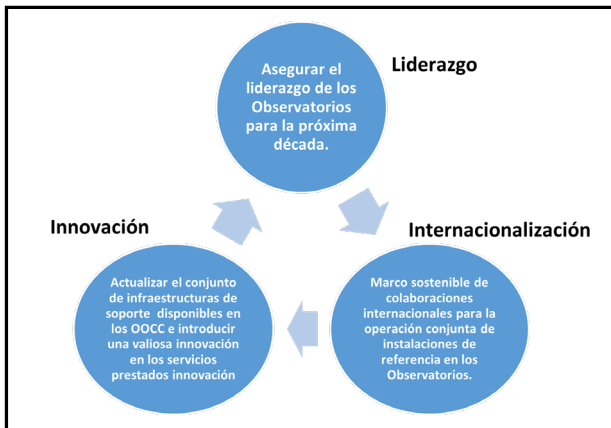 Liderazgo
Asegurar el
liderazgo de los
Observatorios
para la próxima
década.
Internacionalización
Marco sostenible de
colaboraciones
internacionales para la
operación conjunta de
instalaciones de
referencia en los
Observatorios.
Innovación
Actualizar el conjunto
de infraestructuras de
soporte disponibles en
los OOCC e introducir
una valiosa innovación
en los servicios
prestados innovación